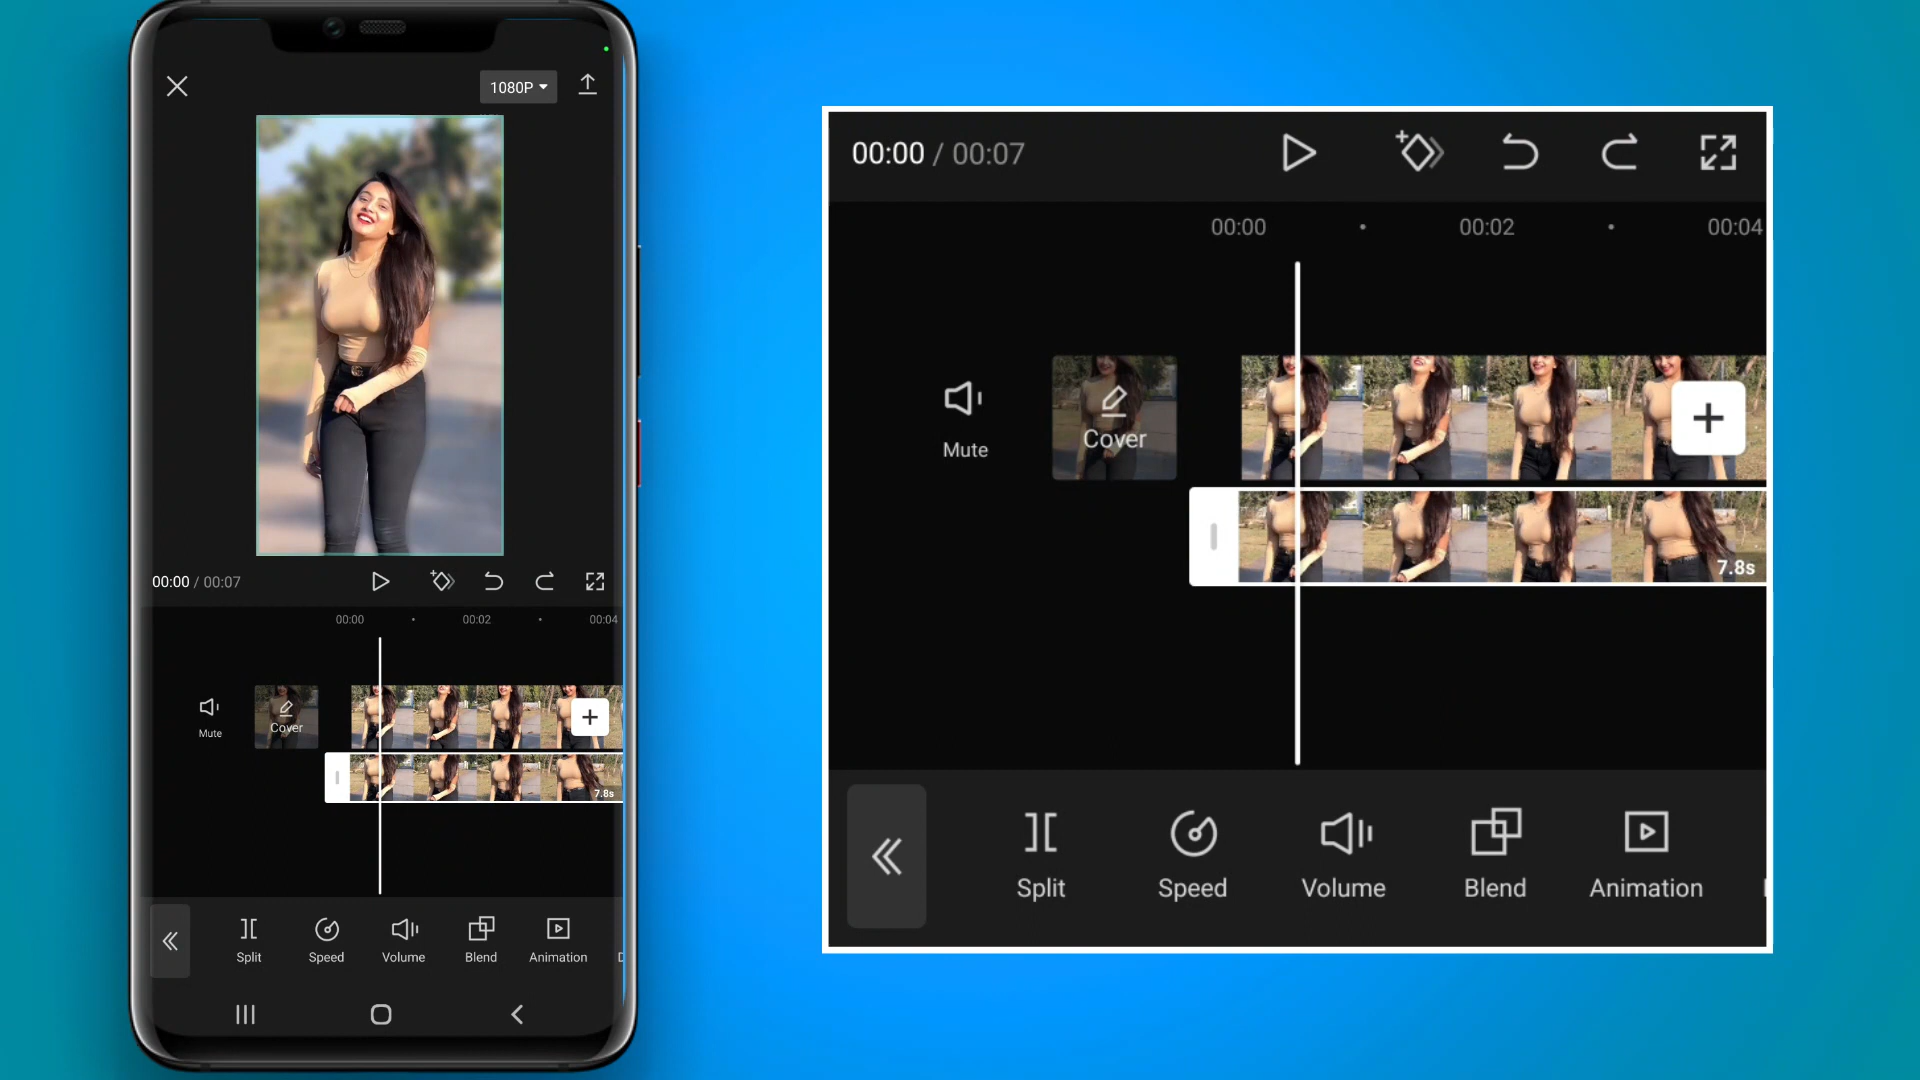 1080P
00:00 / 00:07
00:00 00:02 00:04
Mute
Cover
7.8s
Split Speed Volume Blend Animation
00:00 / 00:07
00:00 00:02 00:04
Mute
Cover
7.8s
Split Speed Volume Blend Animation